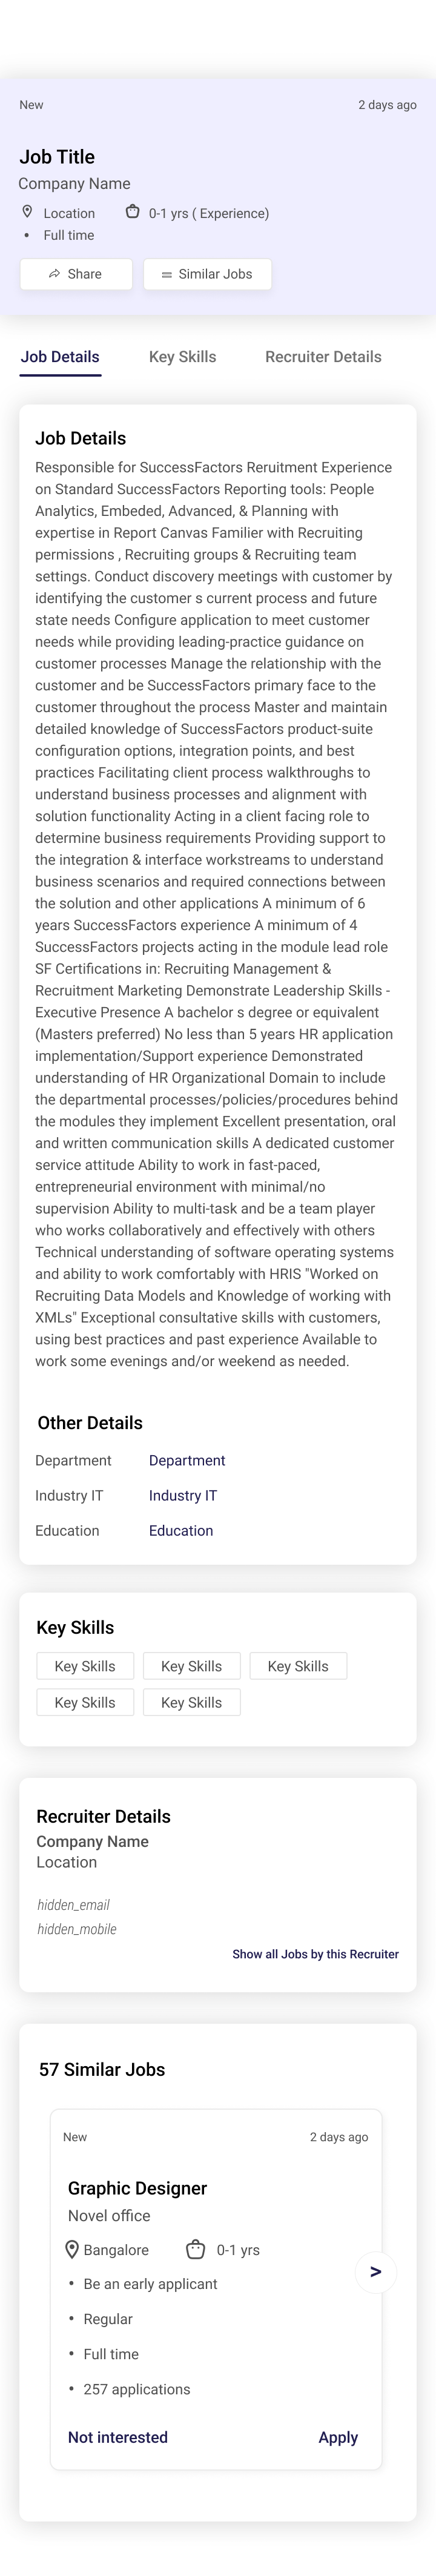 New 2 days ago
Job Title
Company Name
Location 0-1 yrs ( Experience)
• Full time
Share Similar Jobs
Job Details Key Skills Recruiter Details
Job Details
Responsible for SuccessFactors Reruitment Experience
on Standard SuccessFactors Reporting tools: People
Analytics, Embeded, Advanced, & Planning with
expertise in Report Canvas Familier with Recruiting
permissions , Recruiting groups & Recruiting team
settings. Conduct discovery meetings with customer by
identifying the customer s current process and future
state needs Configure application to meet customer
needs while providing leading-practice guidance on
customer processes Manage the relationship with the
customer and be SuccessFactors primary face to the
customer throughout the process Master and maintain
detailed knowledge of SuccessFactors product-suite
configuration options, integration points, and best
practices Facilitating client process walkthroughs to
understand business processes and alignment with
solution functionality Acting in a client facing role to
determine business requirements Providing support to
the integration & interface workstreams to understand
business scenarios and required connections between
the solution and other applications A minimum of 6
years SuccessFactors experience A minimum of 4
SuccessFactors projects acting in the module lead role
SF Certifications in: Recruiting Management &
Recruitment Marketing Demonstrate Leadership Skills -
Executive Presence A bachelor s degree or equivalent
(Masters preferred) No less than 5 years HR application
implementation/Support experience Demonstrated
understanding of HR Organizational Domain to include
the departmental processes/policies/procedures behind
the modules they implement Excellent presentation, oral
and written communication skills A dedicated customer
service attitude Ability to work in fast-paced,
entrepreneurial environment with minimal/no
supervision Ability to multi-task and be a team player
who works collaboratively and effectively with others
Technical understanding of software operating systems
and ability to work comfortably with HRIS "Worked on
Recruiting Data Models and Knowledge of working with
XMLs" Exceptional consultative skills with customers,
using best practices and past experience Available to
work some evenings and/or weekend as needed.
Other Details
Department Department
Industry IT Industry IT
Education Education
Key Skills
Key Skills Key Skills Key Skills
Key Skills Key Skills
Recruiter Details
Company Name
Location
hidden_email
hidden_mobile
Show all Jobs by this Recruiter
57 Similar Jobs
New 2 days ago
Graphic Designer
Novel office
Bangalore 0-1 yrs
>
• Be an early applicant
• Regular
• Full time
• 257 applications
Not interested Apply